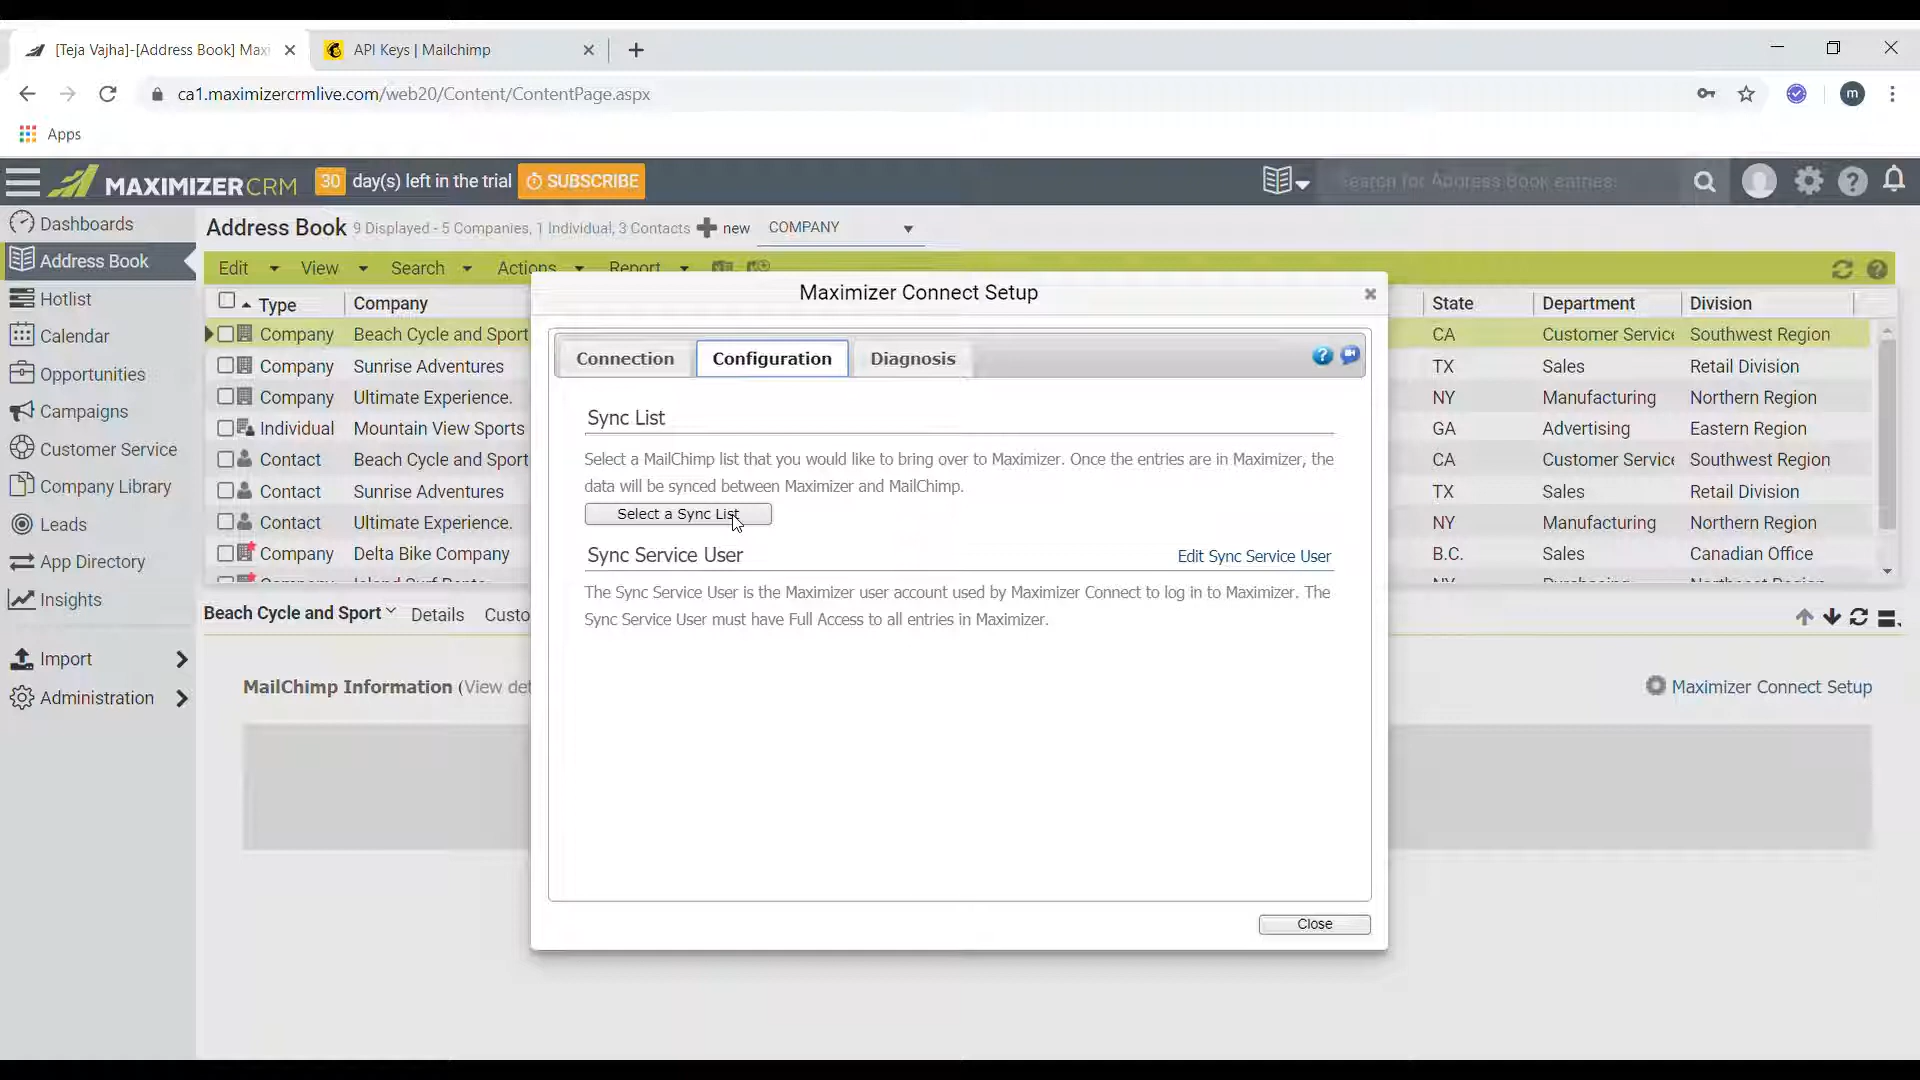 [Teja Vajha]-[Address Book] Maxi
API Keys | Mailchimp
ca1.maximizercrmlive.com/web20/Content/ContentPage.aspx
m
Apps
MAXIMIZERCRM
30 day(s) left in the trial
SUBSCRIBE
Search for Address Book entries:
Dashboards
Address Book
Hotlist
Calendar
Opportunities
Campaigns
Customer Service
Company Library
Leads
App Directory
Insights
Import
Administration
Address Book 9 Displayed - 5 Companies, 1 Individual, 3 Contacts new COMPANY
Edit View Search Actions Report
Type Company State Department Division
Company Beach Cycle and Sport CA Customer Service Southwest Region
Company Sunrise Adventures TX Sales Retail Division
Company Ultimate Experience. NY Manufacturing Northern Region
Individual Mountain View Sports GA Advertising Eastern Region
Contact Beach Cycle and Sport CA Customer Service Southwest Region
Contact Sunrise Adventures TX Sales Retail Division
Contact Ultimate Experience. NY Manufacturing Northern Region
Company Delta Bike Company B.C. Sales Canadian Office
Beach Cycle and Sport Details Custo
MailChimp Information (View det
Maximizer Connect Setup
Maximizer Connect Setup
Connection Configuration Diagnosis
Sync List
Select a MailChimp list that you would like to bring over to Maximizer. Once the entries are in Maximizer, the
data will be synced between Maximizer and MailChimp.
Select a Sync List
Sync Service User Edit Sync Service User
The Sync Service User is the Maximizer user account used by Maximizer Connect to log in to Maximizer. The
Sync Service User must have Full Access to all entries in Maximizer.
Close